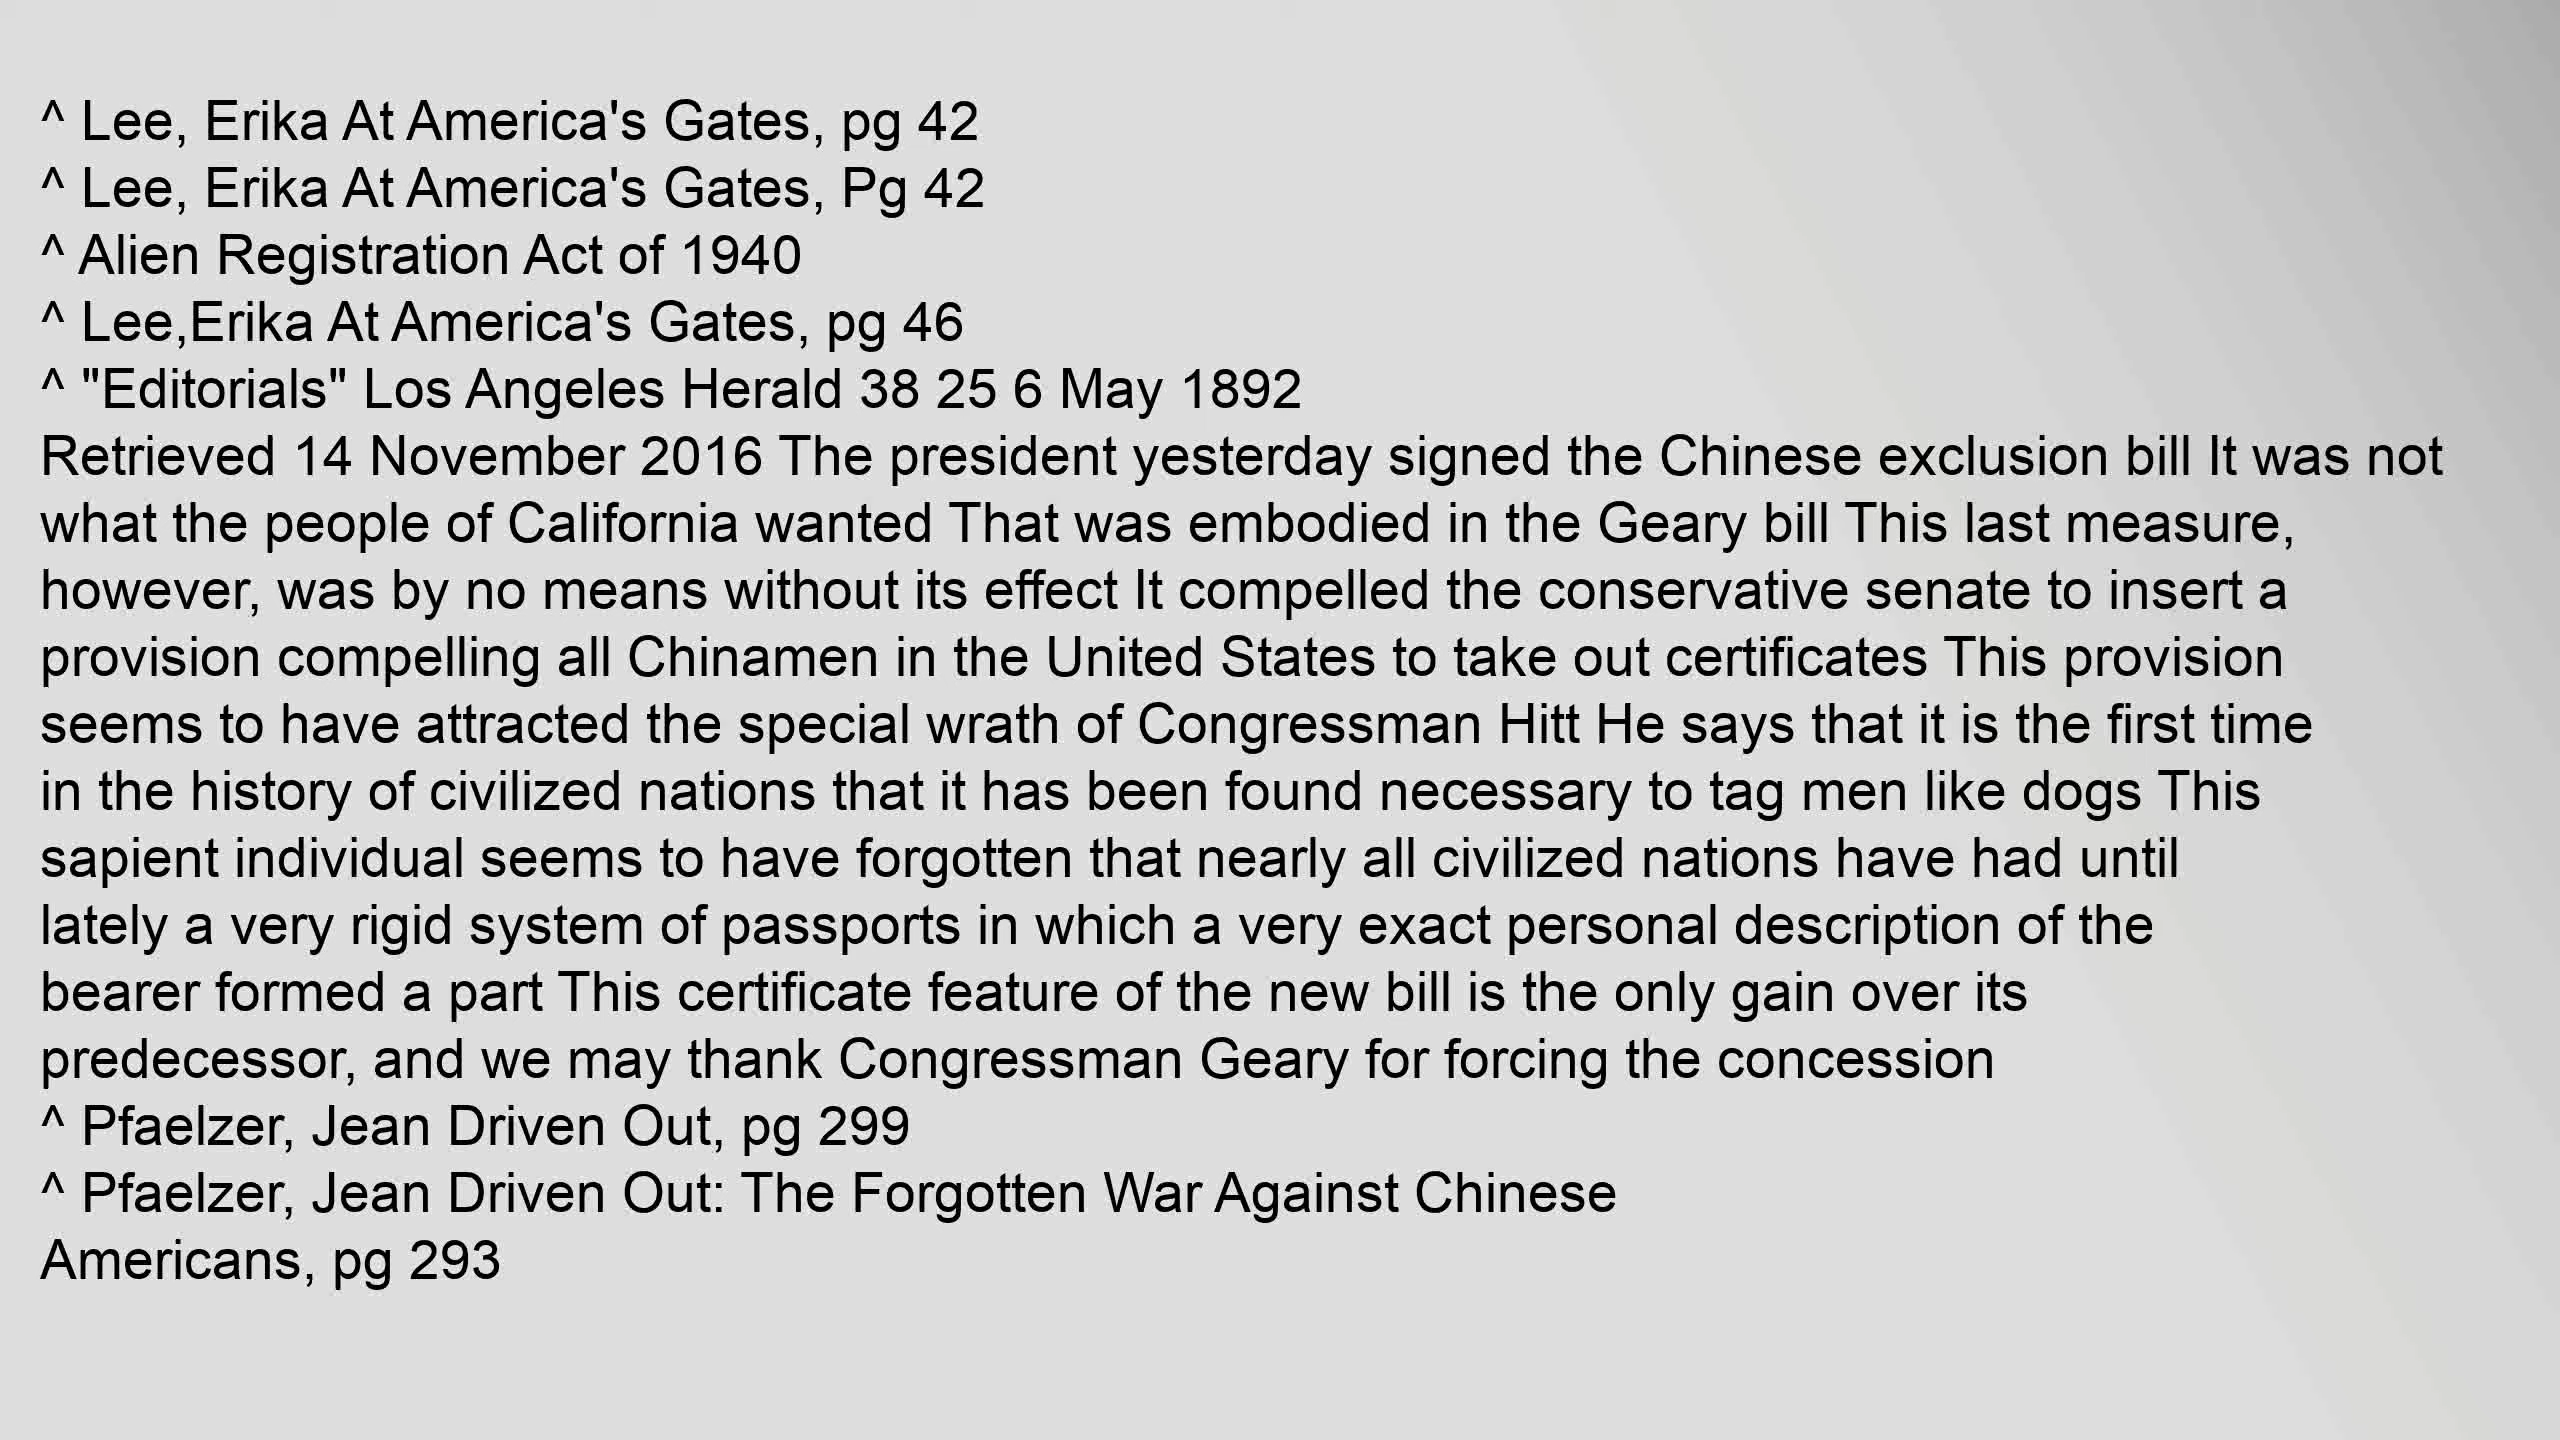 ^ Lee, Erika At America's Gates, pg 42
^ Lee, Erika At America's Gates, Pg 42
^ Alien Registration Act of 1940
^ Lee,Erika At America's Gates, pg 46
^ "Editorials" Los Angeles Herald 38 25 6 May 1892
Retrieved 14 November 2016 The president yesterday signed the Chinese exclusion bill It was not
what the people of California wanted That was embodied in the Geary bill This last measure,
however, was by no means without its effect It compelled the conservative senate to insert a
provision compelling all Chinamen in the United States to take out certificates This provision
seems to have attracted the special wrath of Congressman Hitt He says that it is the first time
in the history of civilized nations that it has been found necessary to tag men like dogs This
sapient individual seems to have forgotten that nearly all civilized nations have had until
lately a very rigid system of passports in which a very exact personal description of the
bearer formed a part This certificate feature of the new bill is the only gain over its
predecessor, and we may thank Congressman Geary for forcing the concession
^ Pfaelzer, Jean Driven Out, pg 299
^ Pfaelzer, Jean Driven Out: The Forgotten War Against Chinese
Americans, pg 293